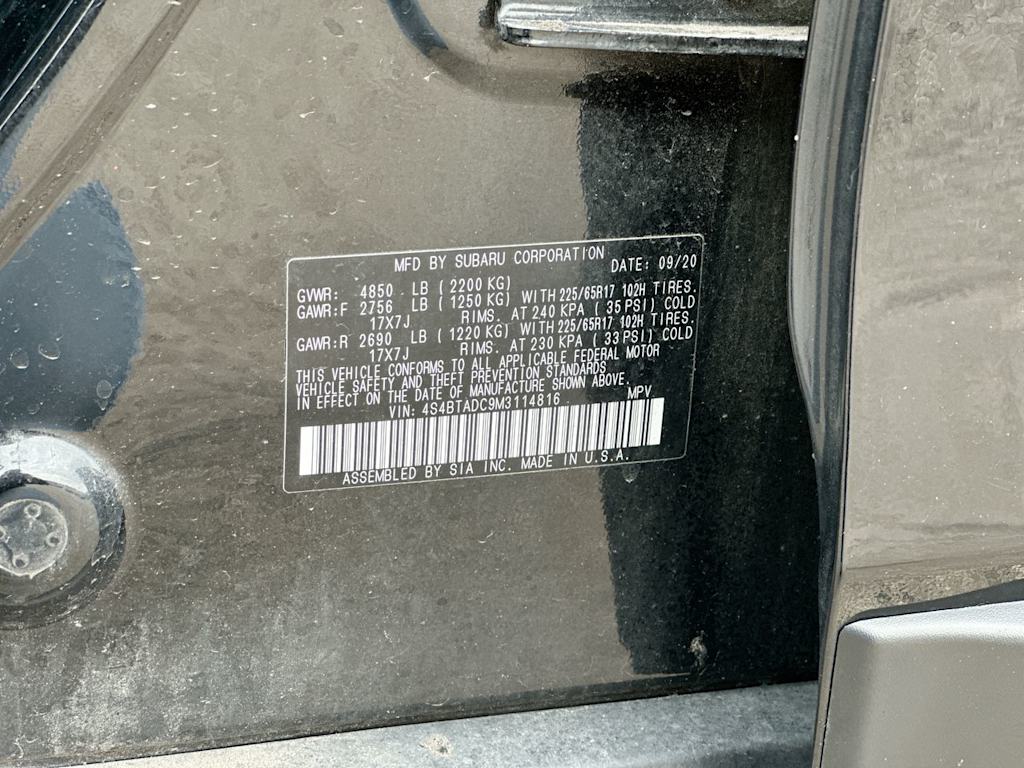 MFD BY SUBARU CORPORATION
DATE: 09/20
GVWR: 4850 LB (2200 KG)
GAWR:F 2756 LB (1250 KG) WITH 225/65R17 102H TIRES.
17X7J RIMS. AT 240 KPA (35 PSI) COLD
GAWR:R 2690 LB (1220 KG) WITH 225/65R17 102H TIRES.
17X7J RIMS. AT 230 KPA (33 PSI) COLD
THIS VEHICLE CONFORMS TO ALL APPLICABLE FEDERAL MOTOR
VEHICLE SAFETY AND THEFT PREVENTION STANDARDS
IN EFFECT ON THE DATE OF MANUFACTURE SHOWN ABOVE.
VIN: 4S4BTADC9M3114816 MPV
ASSEMBLED BY SIA INC. MADE IN U.S.A.